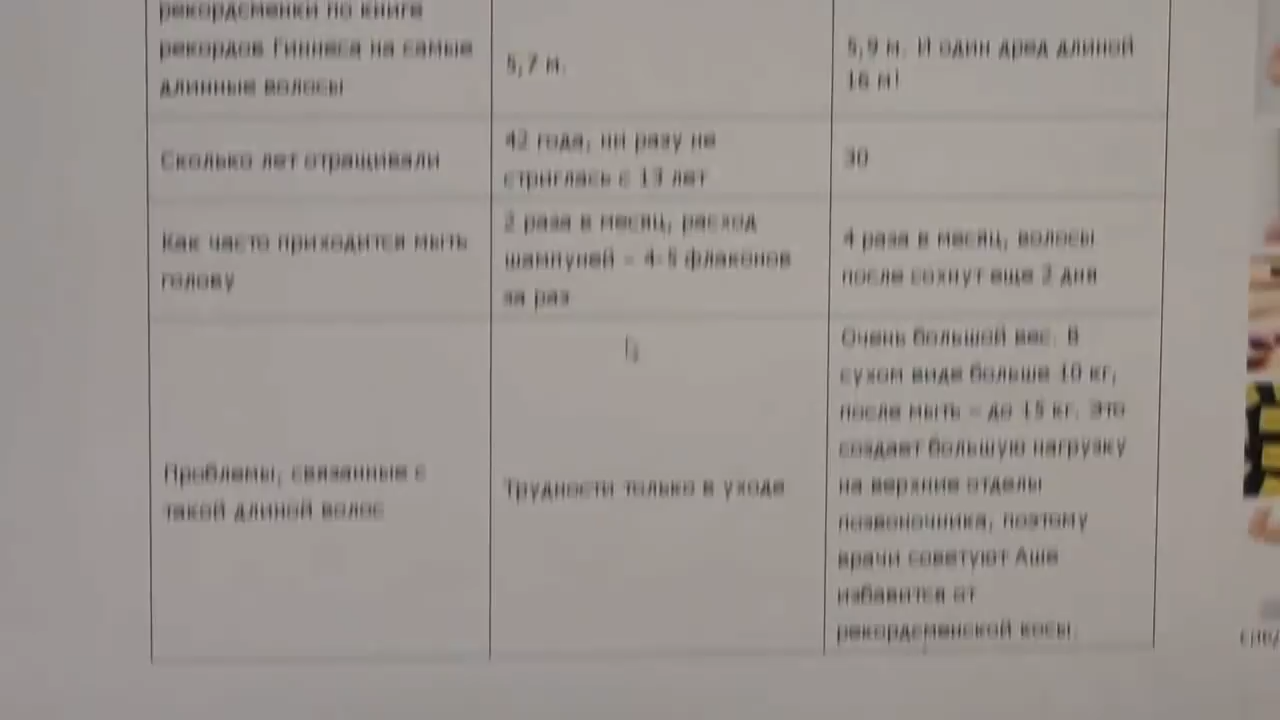 рекордсменки по книге
рекордов Гиннеса на самые
длинные волосы
5,7 м.
5,9 м. И один дред длиной
16 м!
Сколько лет отращивали
42 года, ни разу не
стриглась с 13 лет
30
Как часто приходится мыть
голову
2 раза в месяц, расход
шампуней – 4-5 флаконов
за раз
4 раза в месяц, волосы
после сохнут еще 2 дня
Проблемы, связанные с
такой длиной волос
Трудности только в уходе
Очень большой вес. В
сухом виде больше 10 кг,
после мыть – до 15 кг. Это
создает большую нагрузку
на верхние отделы
позвоночника, поэтому
врачи советуют Аше
избавится от
рекордсменской косы.